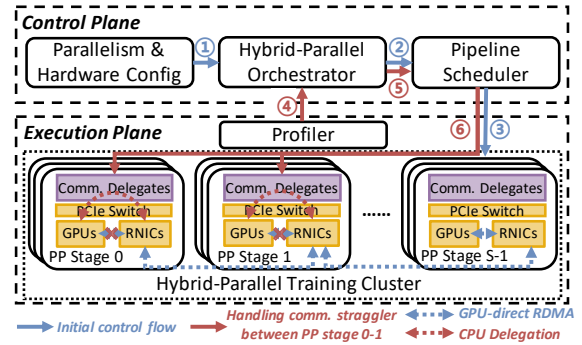 Control Plane
Parallelism &
Hardware Config
①
Hybrid-Parallel
Orchestrator
②
⑤
Pipeline
Scheduler
④
⑥
③
Execution Plane
Profiler
Comm. Delegates
PCIe Switch
GPUs
RNICs
PP Stage 0
Comm. Delegates
PCIe Switch
GPUs
RNICs
PP Stage 1
......
Comm. Delegates
PCIe Switch
GPUs
RNICs
PP Stage S-1
Hybrid-Parallel Training Cluster
Initial control flow
Handling comm. straggler
between PP stage 0-1
GPU-direct RDMA
CPU Delegation